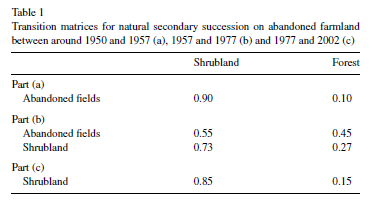 Table 1
Transition matrices for natural secondary succession on abandoned farmland
between around 1950 and 1957 (a), 1957 and 1977 (b) and 1977 and 2002 (c)
Shrubland Forest
Part (a)
Abandoned fields 0.90 0.10
Part (b)
Abandoned fields 0.55 0.45
Shrubland 0.73 0.27
Part (c)
Shrubland 0.85 0.15